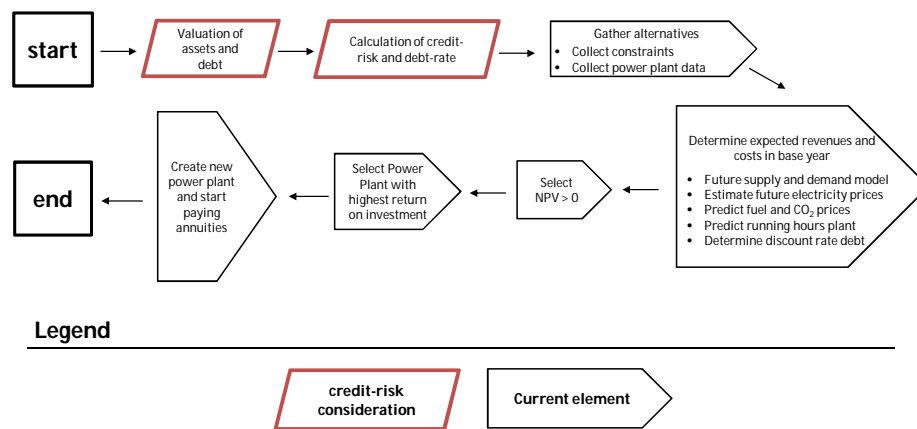 start
Valuation of
assets and
debt
Calculation of credit-
risk and debt-rate
Gather alternatives
• Collect constraints
• Collect power plant data
Determine expected revenues and
costs in base year
• Future supply and demand model
• Estimate future electricity prices
• Predict fuel and CO₂ prices
• Predict running hours plant
• Determine discount rate debt
Select
NPV > 0
Select Power
Plant with
highest return
on investment
Create new
power plant
and start
paying
annuities
end
Legend
credit-risk
consideration
Current element